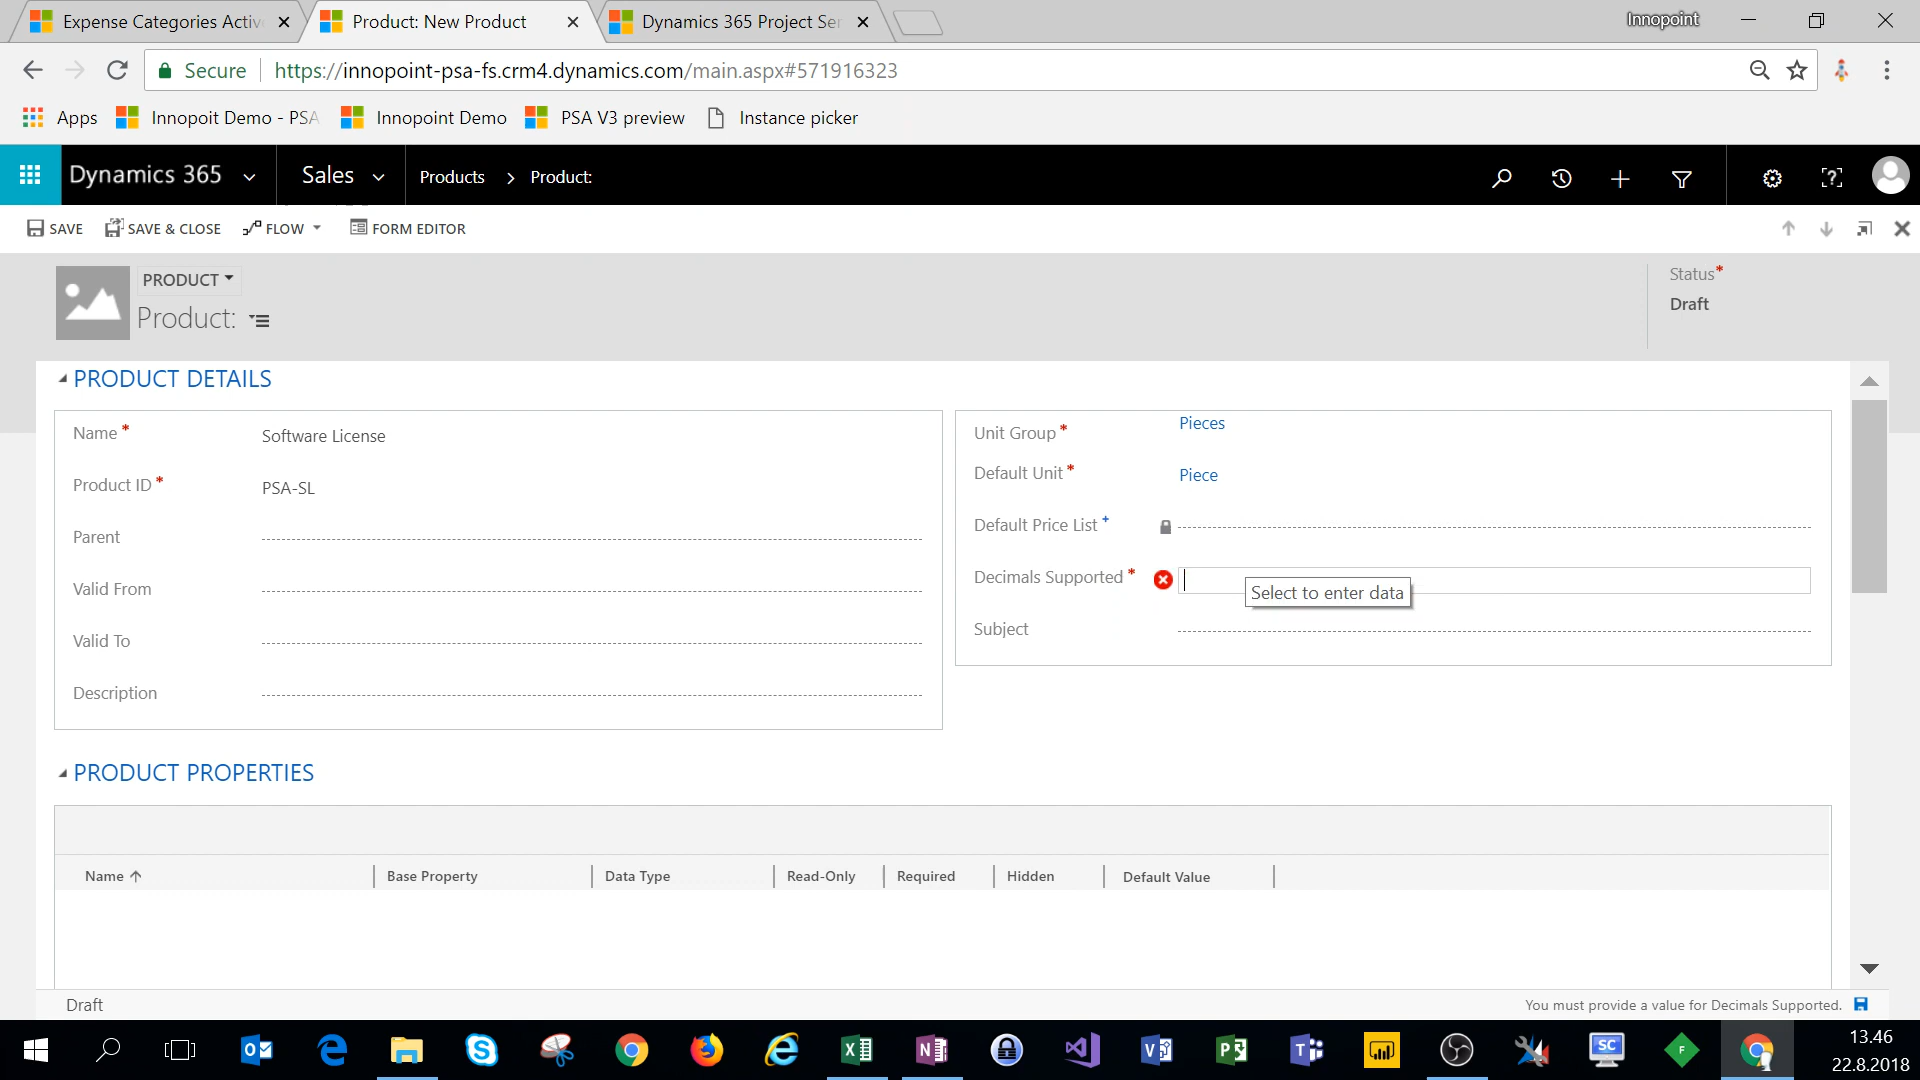 Expense Categories Activ
Product: New Product
Dynamics 365 Project Ser
Innopoint
Secure
https://innopoint-psa-fs.crm4.dynamics.com/main.aspx#571916323
Apps
Innopoit Demo - PSA
Innopoint Demo
PSA V3 preview
Instance picker
Dynamics 365
Sales
Products
Product:
SAVE
SAVE & CLOSE
FLOW
FORM EDITOR
PRODUCT
Product:
Status*
Draft
PRODUCT DETAILS
Name* Software License
Product ID* PSA-SL
Parent
Valid From
Valid To
Description
Unit Group* Pieces
Default Unit* Piece
Default Price List+
Decimals Supported*
Select to enter data
Subject
PRODUCT PROPERTIES
Name ↑ Base Property Data Type Read-Only Required Hidden Default Value
Draft
You must provide a value for Decimals Supported.
SC
F
13.46
22.8.2018